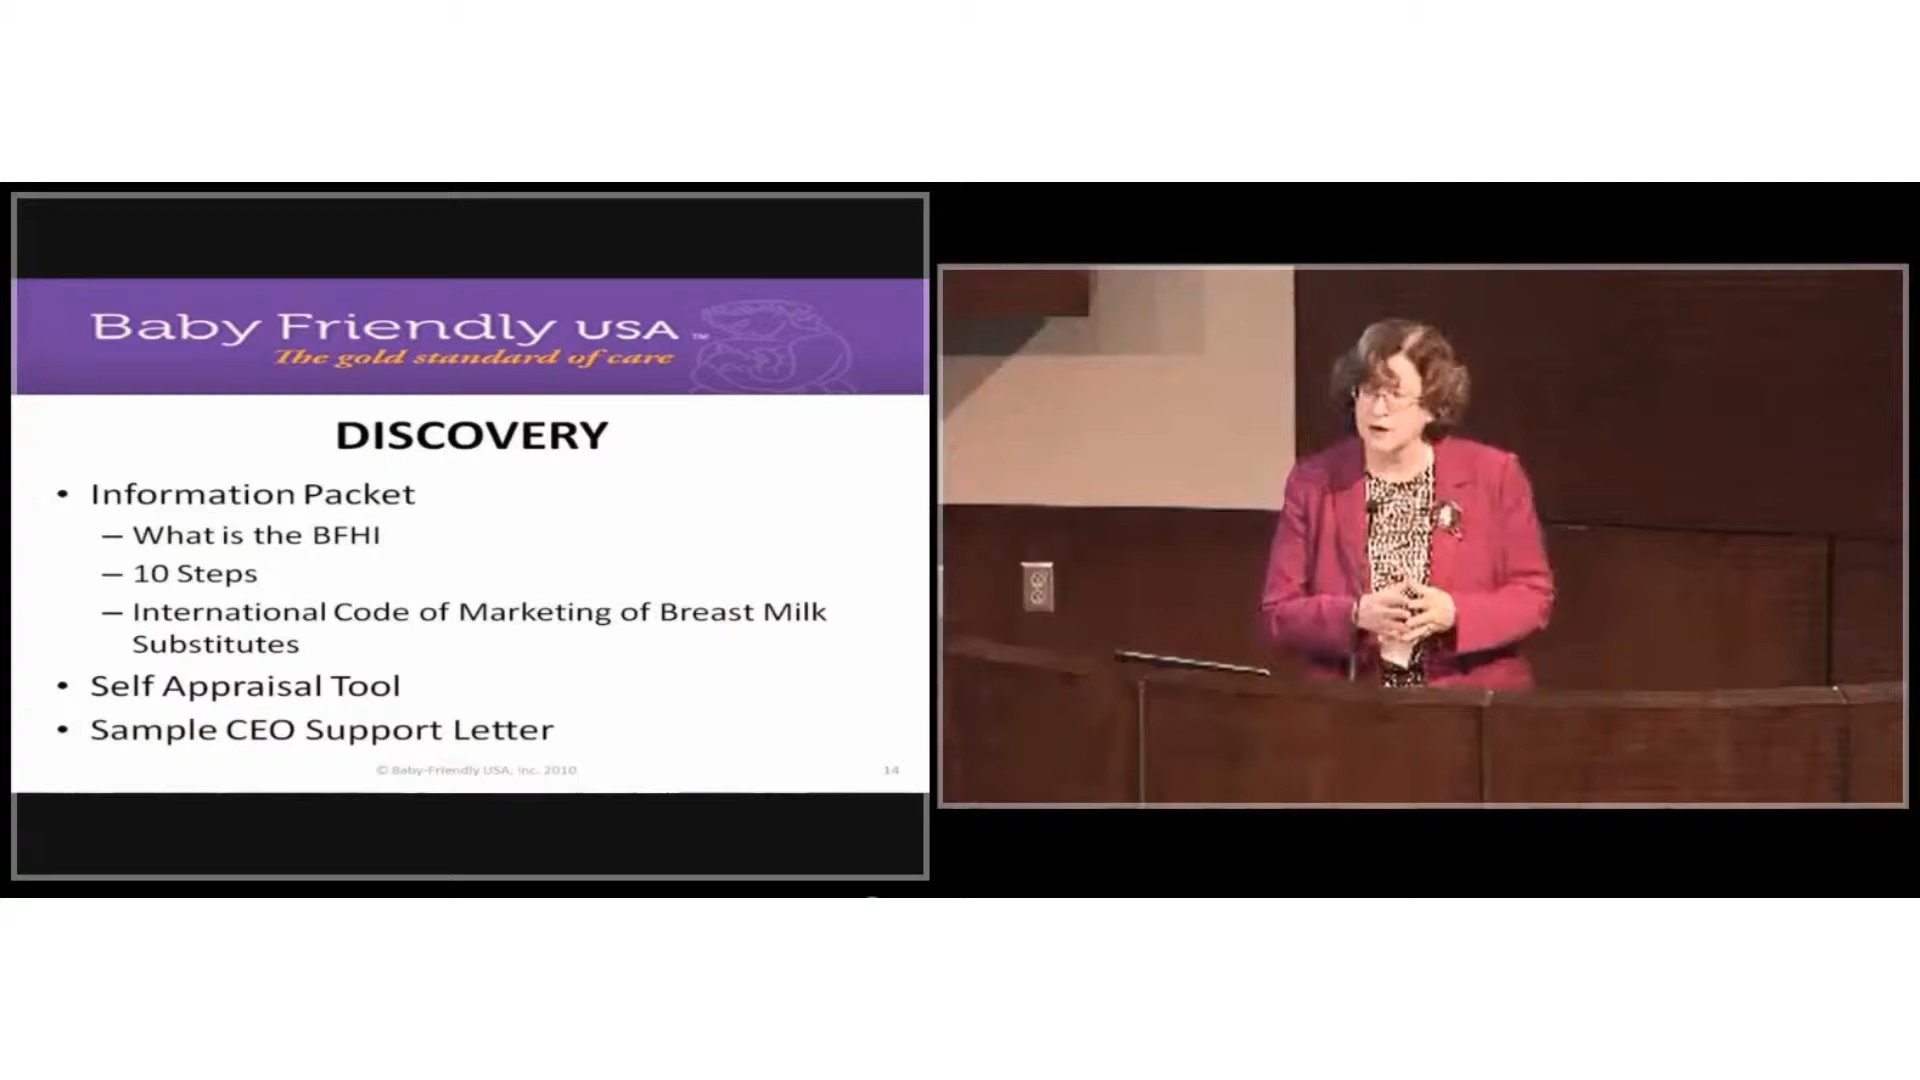 Baby Friendly USA ™
The gold standard of care
DISCOVERY
• Information Packet
– What is the BFHI
– 10 Steps
– International Code of Marketing of Breast Milk
Substitutes
• Self Appraisal Tool
• Sample CEO Support Letter
© Baby-Friendly USA, Inc. 2010
14